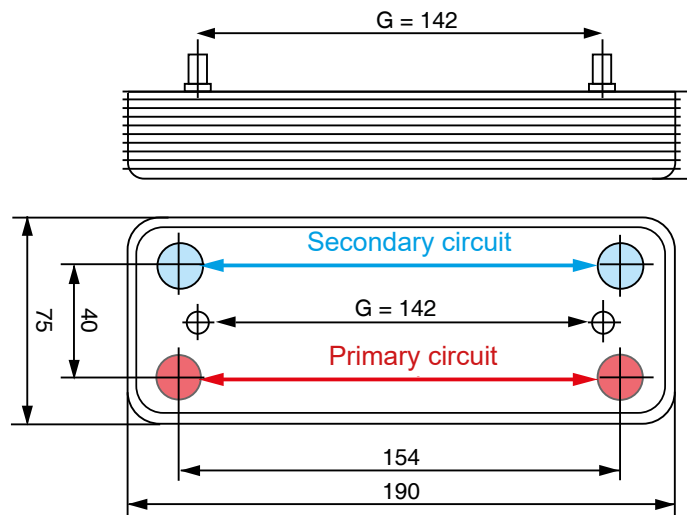 G = 142
Secondary circuit
G = 142
Primary circuit
75
40
154
190